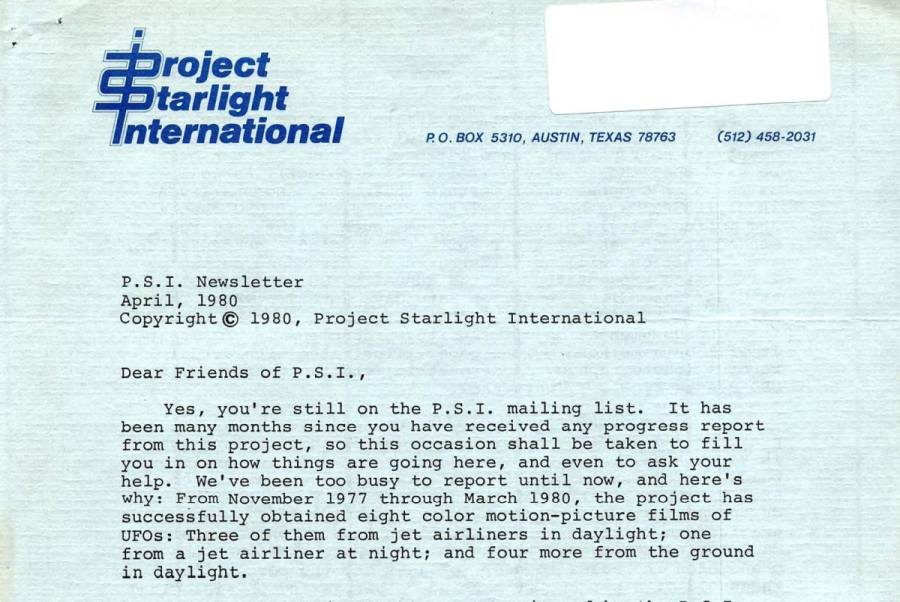 Project
Starlight
International
P.O. BOX 5310, AUSTIN, TEXAS 78763 (512) 458-2031
P.S.I. Newsletter
April, 1980
Copyright © 1980, Project Starlight International
Dear Friends of P.S.I.,
Yes, you're still on the P.S.I. mailing list. It has
been many months since you have received any progress report
from this project, so this occasion shall be taken to fill
you in on how things are going here, and even to ask your
help. We've been too busy to report until now, and here's
why: From November 1977 through March 1980, the project has
successfully obtained eight color motion-picture films of
UFOs: Three of them from jet airliners in daylight; one
from a jet airliner at night; and four more from the ground
in daylight.